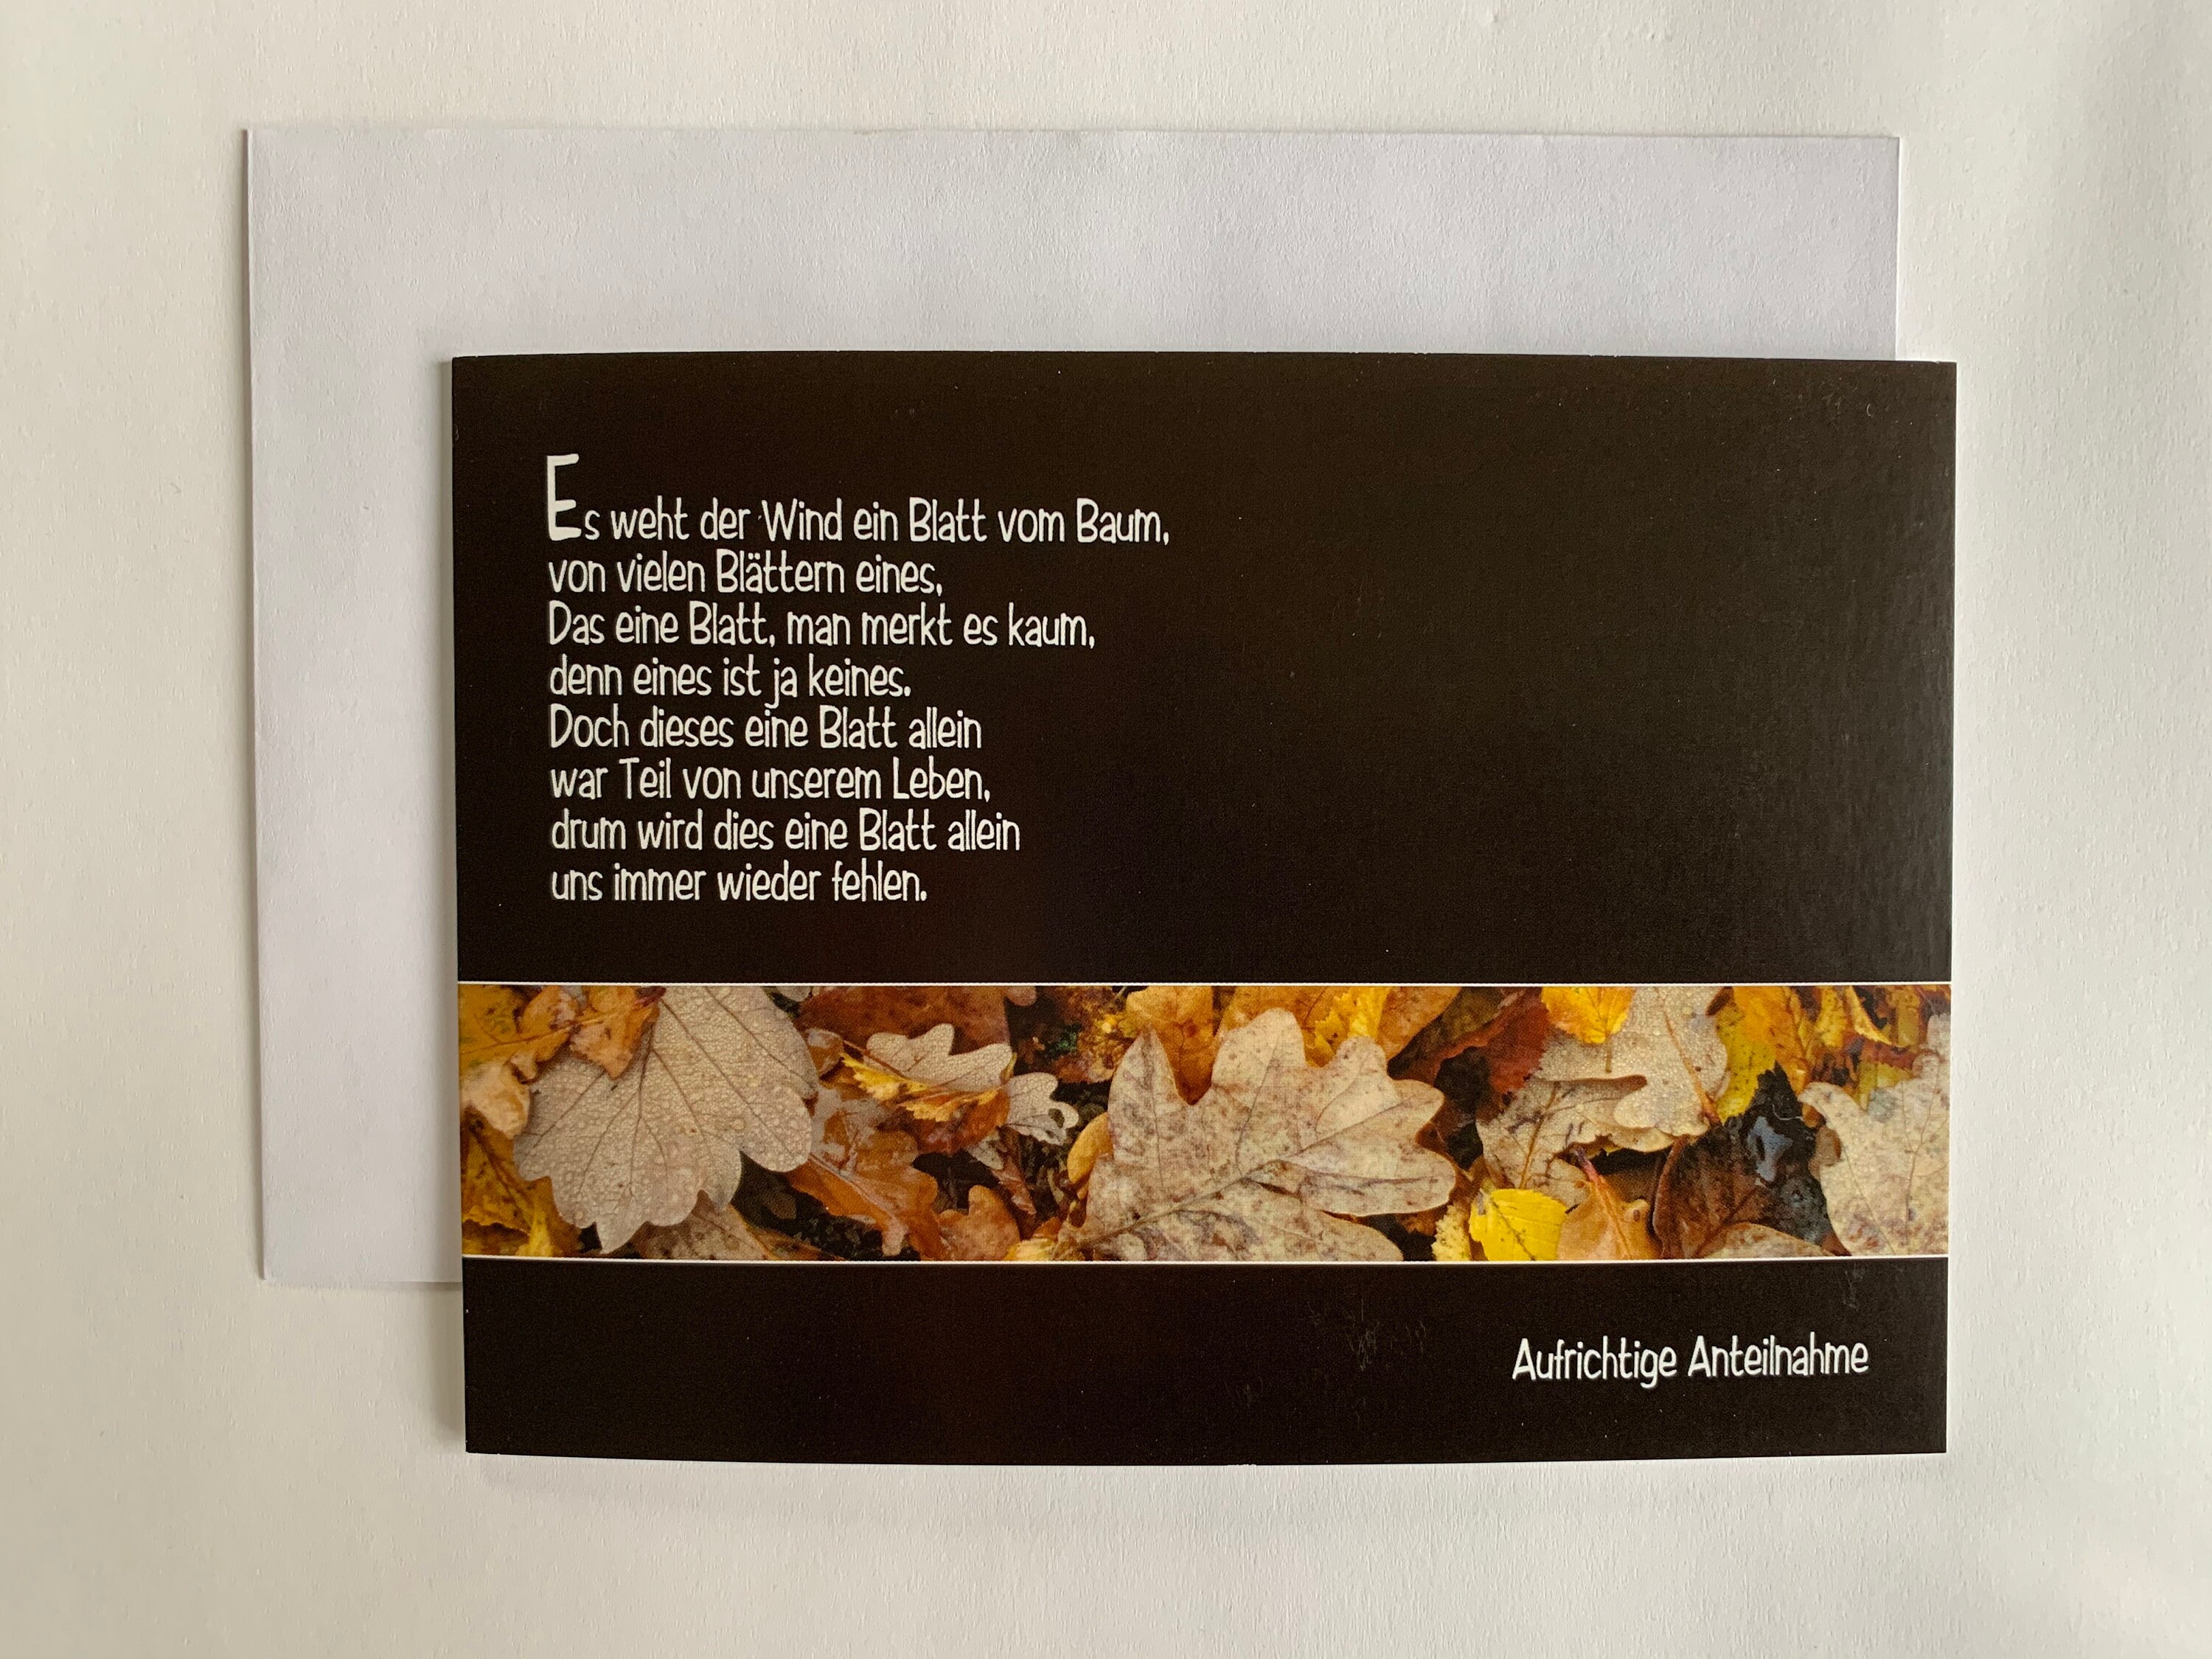 Es weht der Wind ein Blatt vom Baum,
von vielen Blättern eines,
Das eine Blatt, man merkt es kaum,
denn eines ist ja keines.
Doch dieses eine Blatt allein
war Teil von unserem Leben,
drum wird dies eine Blatt allein
uns immer wieder fehlen.
Aufrichtige Anteilnahme